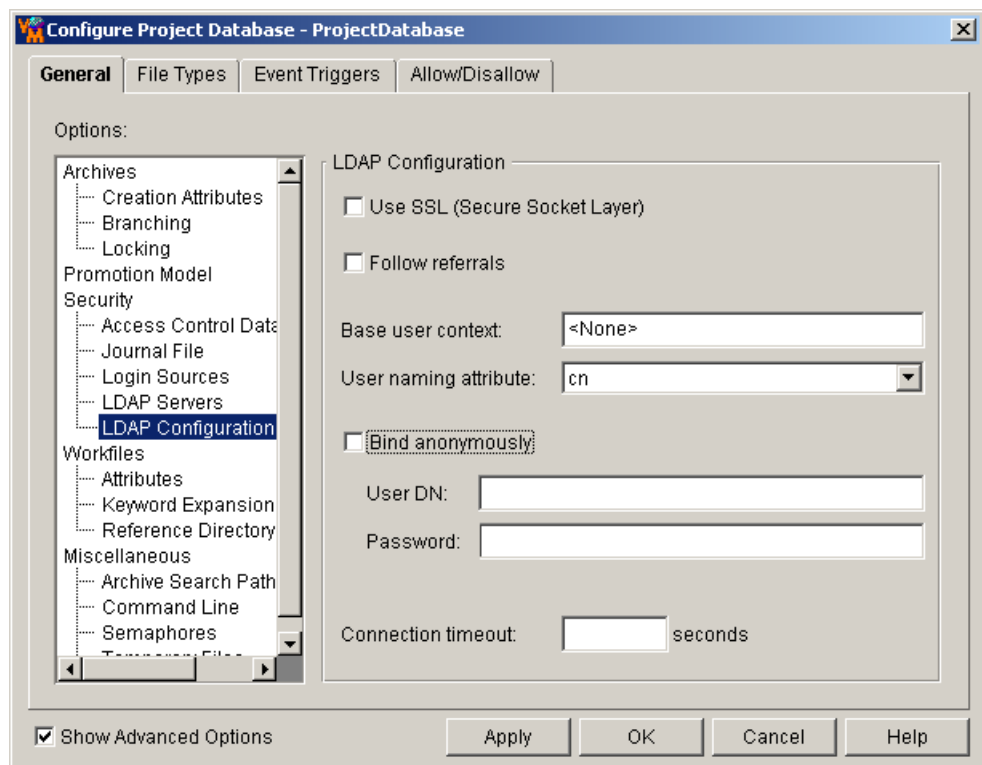 Configure Project Database - ProjectDatabase
General File Types Event Triggers Allow/Disallow
Options:
Archives
Creation Attributes
Branching
Locking
Promotion Model
Security
Access Control Data
Journal File
Login Sources
LDAP Servers
LDAP Configuration
Workfiles
Attributes
Keyword Expansion
Reference Directory
Miscellaneous
Archive Search Path
Command Line
Semaphores
Temporary Files
LDAP Configuration
Use SSL (Secure Socket Layer)
Follow referrals
Base user context: <None>
User naming attribute: cn
Bind anonymously
User DN:
Password:
Connection timeout: seconds
Show Advanced Options
Apply OK Cancel Help